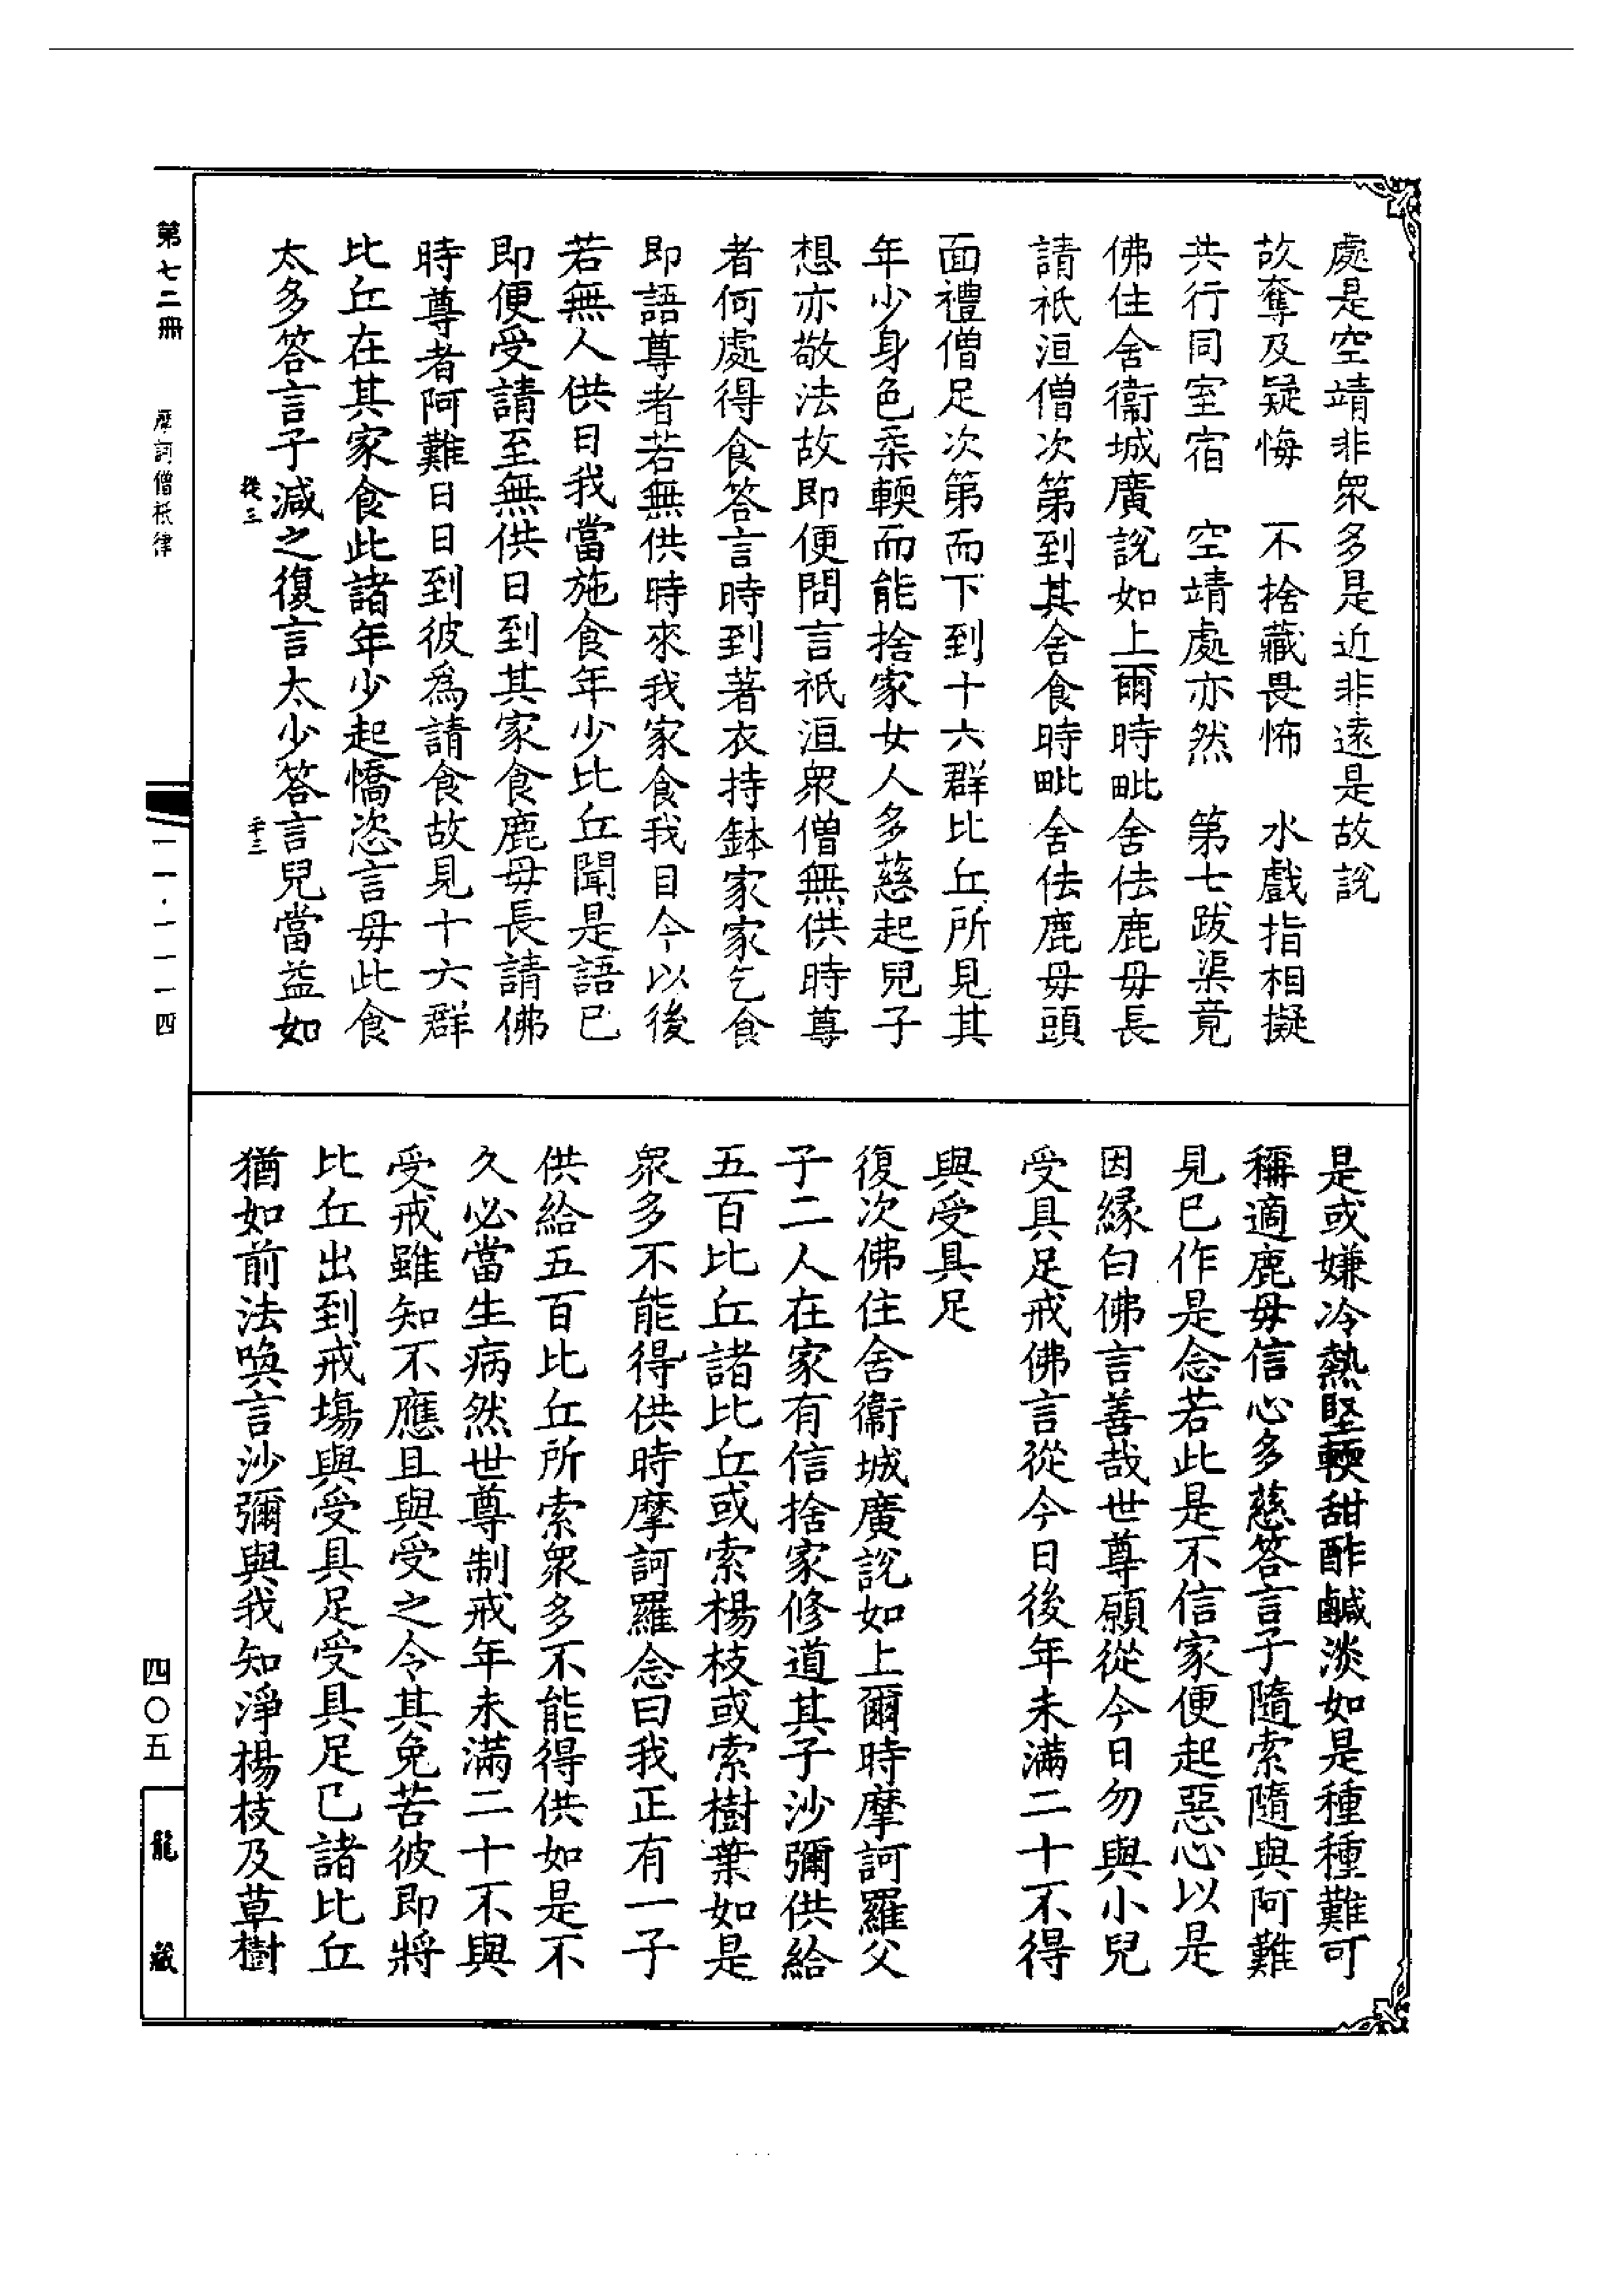 處是空靖非衆多是近非遠是故說
故奪及疑悔　不捨藏畏怖　水戲指相擬
共行同室宿　空靖處亦然　第七跋渠竟
佛住舍衞城廣說如上爾時毗舍佉鹿母長
請祇洹僧次第到其舍食時毗舍佉鹿母頭
面禮僧足次第而下到十六群比丘所見其
年少身色柔輭而能捨家女人多慈起兒子
想亦敬法故即便問言祇洹衆僧無供時尊
者何處得食答言時到著衣持鉢家家乞食
即語尊者若無供時來我家食我目今以後
若無人供日我當施食年少比丘聞是語已
即便受請至無供日到其家食鹿母長請佛
時尊者阿難日日到彼為請食故見十六群
比丘在其家食此諸年少起憍恣言母此食
太多答言子減之復言太少答言兒當益如
從三
二十三
是或嫌冷熱堅輭甜酢鹹淡如是種種難可
稱適鹿母信心多慈答言子隨索隨與阿難
見已作是念若此是不信家便起惡心以是
因縁白佛言善哉世尊願從今日勿與小兒
受具足戒佛言從今日後年未滿二十不得
與受具足
復次佛住舍衞城廣說如上爾時摩訶羅父
子二人在家有信捨家修道其子沙彌供給
五百比丘諸比丘或索楊枝或索樹葉如是
衆多不能得供時摩訶羅念曰我正有一子
供給五百比丘所索衆多不能得供如是不
久必當生病然世尊制戒年未滿二十不與
受戒雖知不應且與受之令其免苦彼即將
比丘出到戒塲與受具足受具足已諸比丘
猶如前法喚言沙彌與我知淨楊枝及草樹
第七二冊　摩訶僧祇律　一一一·一一一四　四〇五　龍藏